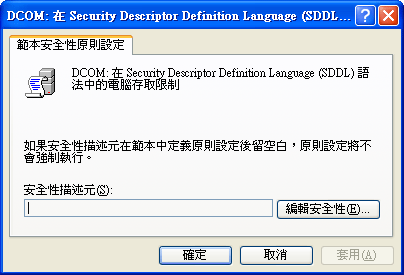 DCOM: 在 Security Descriptor Definition Language (SDDL...
範本安全性原則設定
DCOM: 在 Security Descriptor Definition Language (SDDL) 語
法中的電腦存取限制
如果安全性描述元在範本中定義原則設定後留空白，原則設定將不
會強制執行。
安全性描述元(S):
編輯安全性(E)...
確定
取消
套用(A)